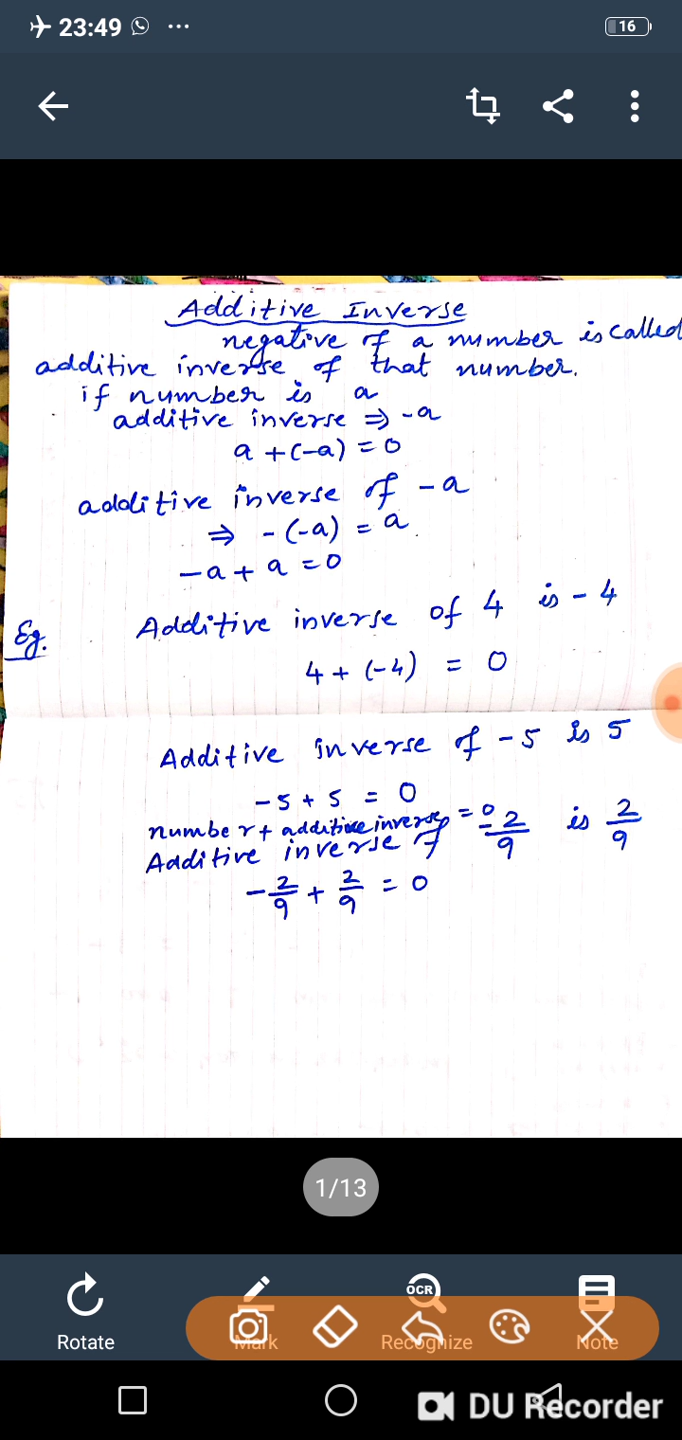 23:49 ... 16
Additive Inverse
negative of a number is called
additive inverse of that number.
if number is a
additive inverse ⇒ -a
a + (-a) = 0
additive inverse of -a
⇒ -(-a) = a
-a + a = 0
Eg. Additive inverse of 4 is -4
4 + (-4) = 0
Additive inverse of -5 is 5
-5 + 5 = 0
number + additive inverse = 0
Additive inverse of -2/9 is 2/9
-2/9 + 2/9 = 0
1/13
OCR
Rotate Mark Recognize Note
DU Recorder